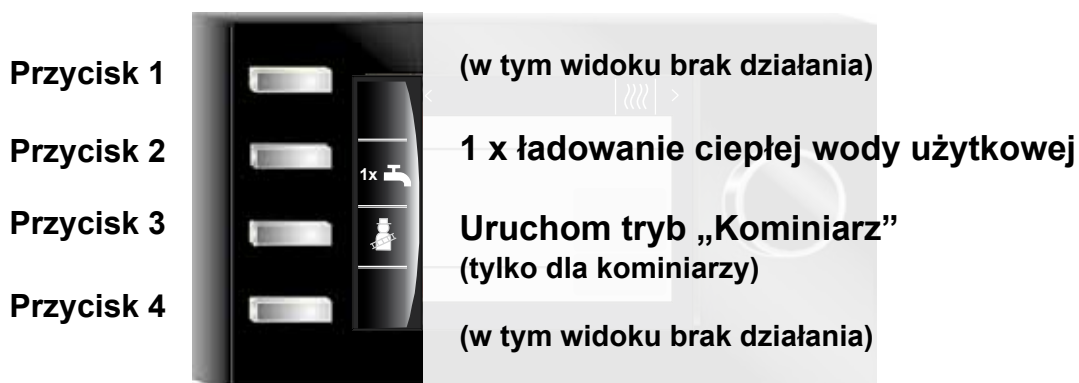 Przycisk 1
(w tym widoku brak działania)
Przycisk 2
1 x ładowanie ciepłej wody użytkowej
1x
Przycisk 3
Uruchom tryb „Kominiarz”
(tylko dla kominiarzy)
Przycisk 4
(w tym widoku brak działania)